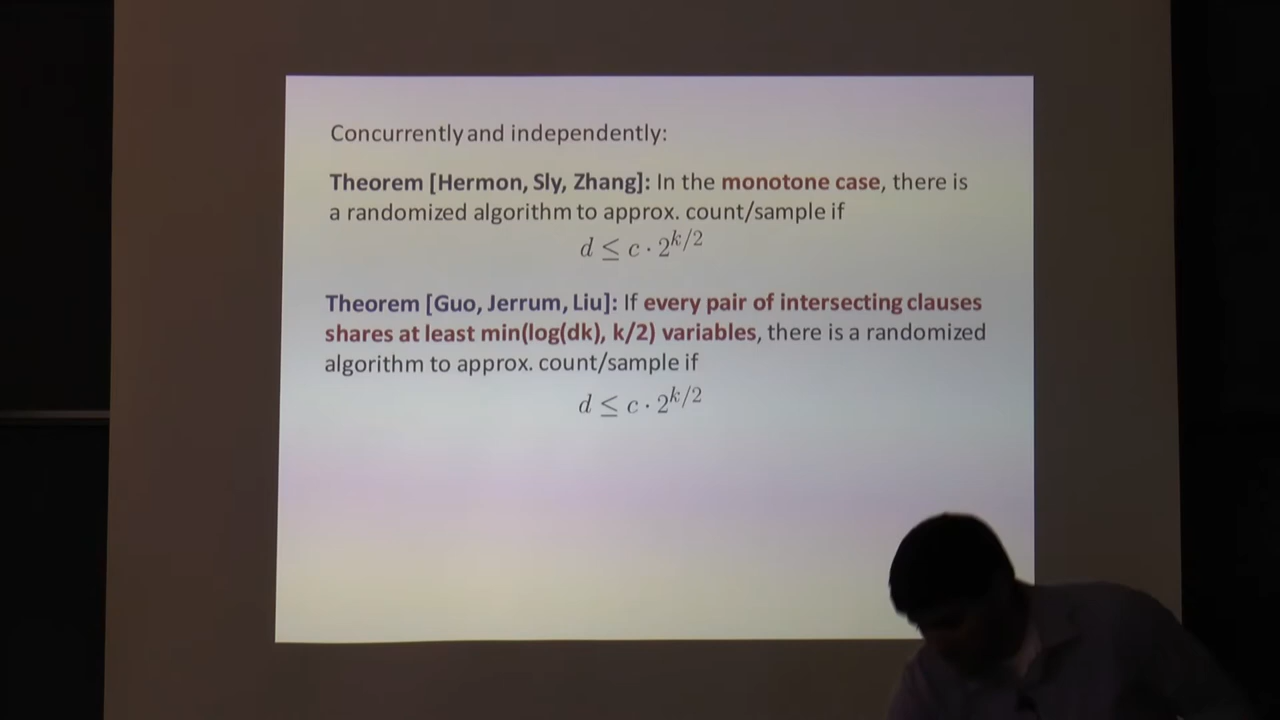 Concurrently and independently:
Theorem [Hermon, Sly, Zhang]: In the monotone case, there is
a randomized algorithm to approx. count/sample if
d ≤ c · 2^{k/2}
Theorem [Guo, Jerrum, Liu]: If every pair of intersecting clauses
shares at least min(log(dk), k/2) variables, there is a randomized
algorithm to approx. count/sample if
d ≤ c · 2^{k/2}